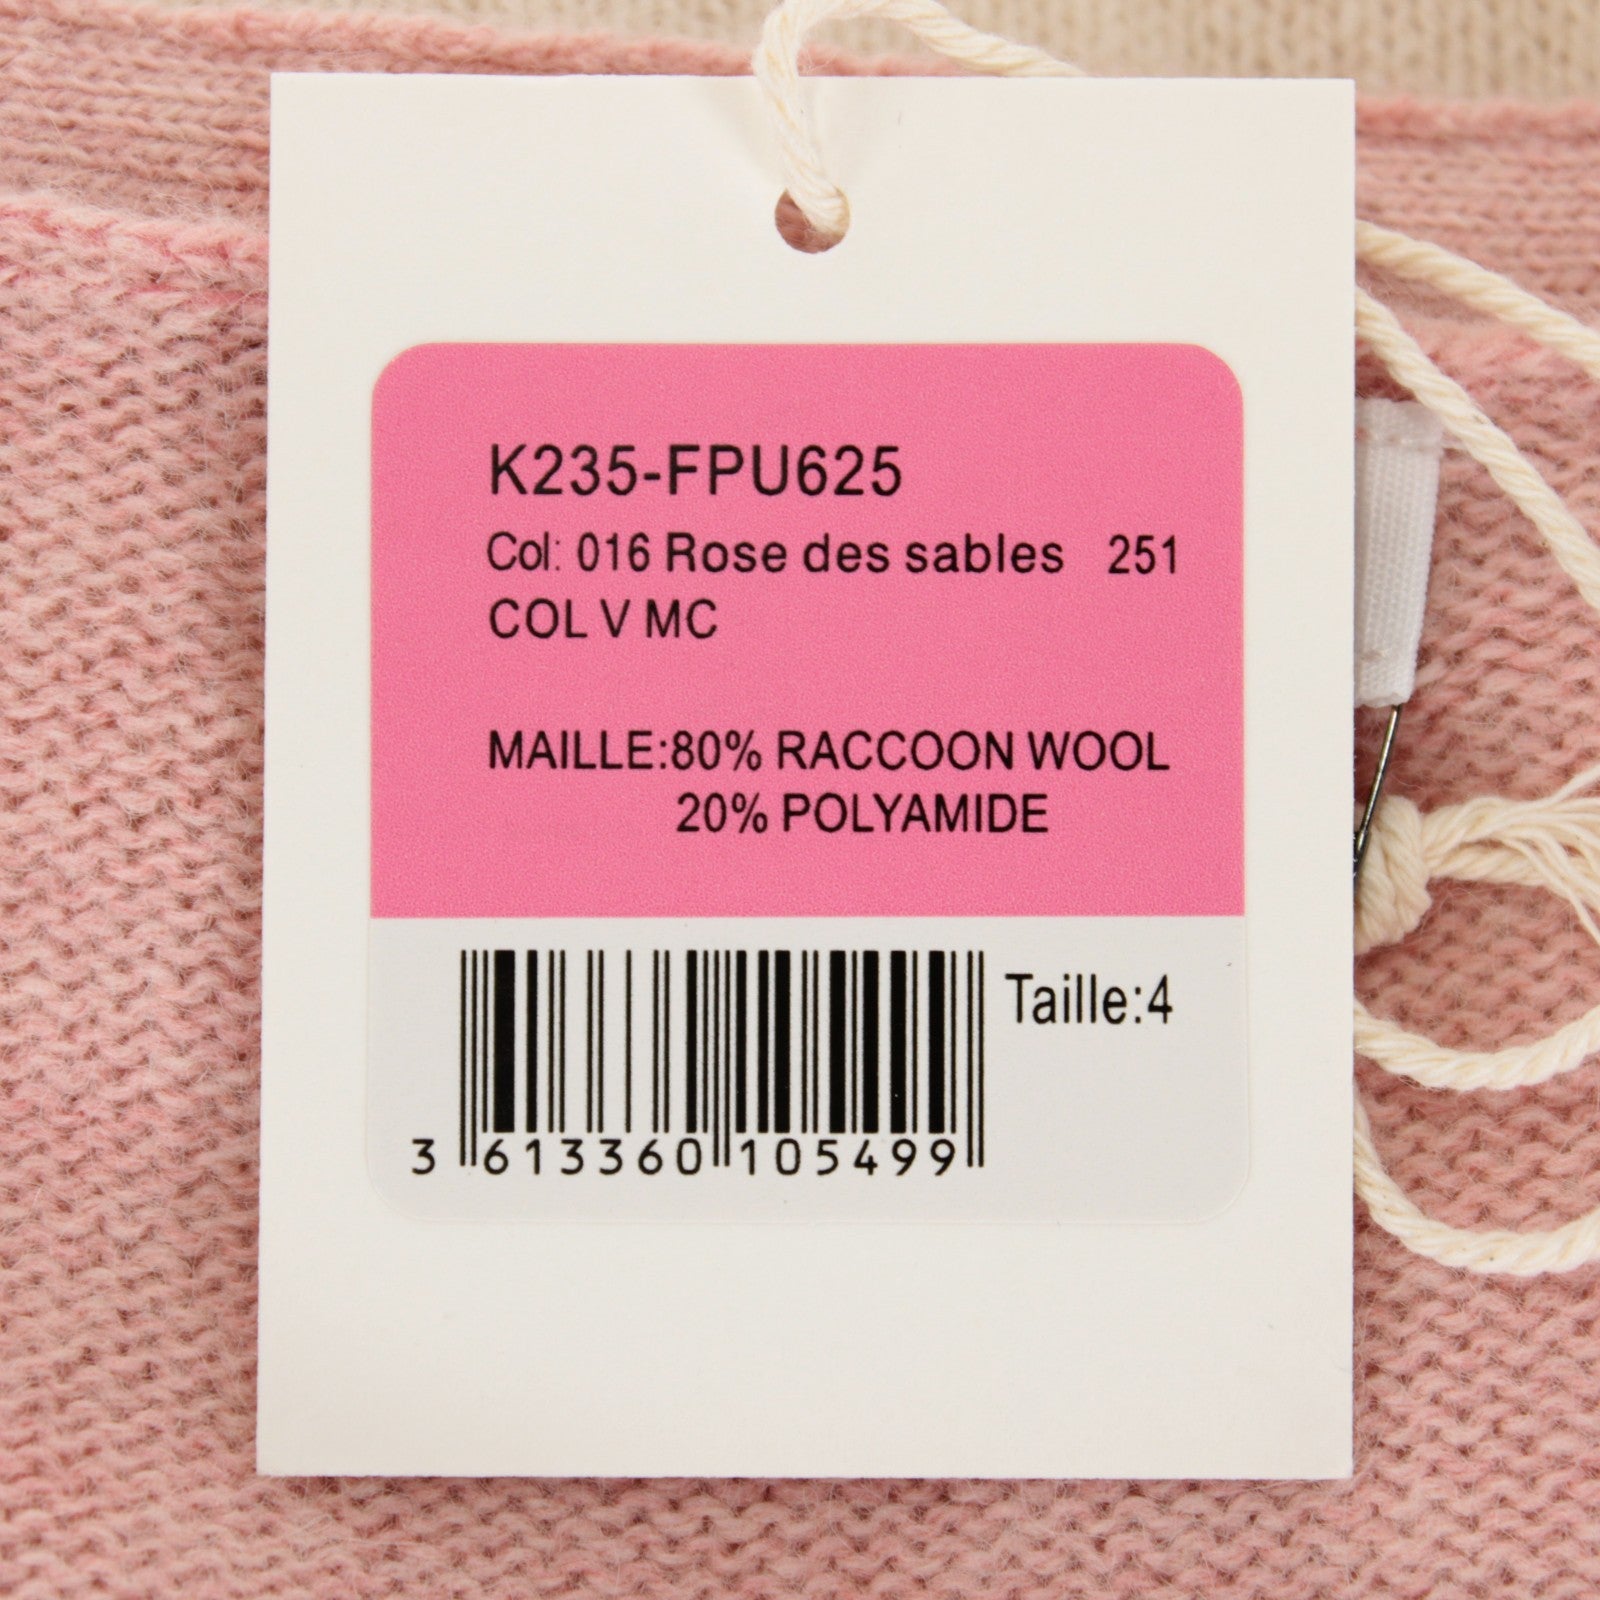 K235-FPU625
Col: 016 Rose des sables 251
COL V MC
MAILLE:80% RACCOON WOOL
20% POLYAMIDE
Taille:4
3 613360 105499